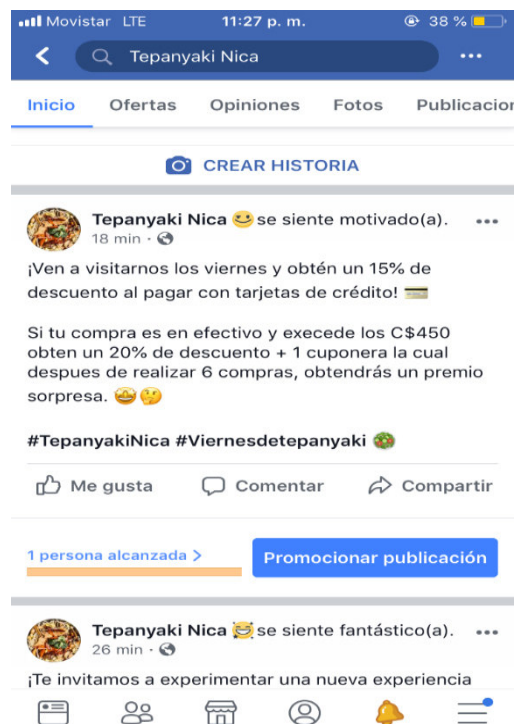 Movistar LTE 11:27 p. m. 38 %
Tepanyaki Nica
Inicio Ofertas Opiniones Fotos Publicacion
CREAR HISTORIA
Tepanyaki Nica 😆 se siente motivado(a).
18 min ·
¡Ven a visitarnos los viernes y obtén un 15% de
descuento al pagar con tarjetas de crédito! 💳
Si tu compra es en efectivo y execede los C$450
obten un 20% de descuento + 1 cuponera la cual
despues de realizar 6 compras, obtendrás un premio
sorpresa. 🤩🤔
#TepanyakiNica #Viernesdetepanyaki 🥗
Me gusta Comentar Compartir
1 persona alcanzada >
Promocionar publicación
Tepanyaki Nica 🤗 se siente fantástico(a).
26 min ·
¡Te invitamos a experimentar una nueva experiencia